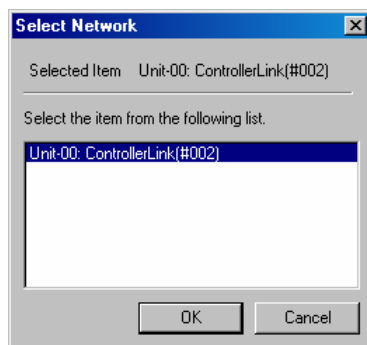 Select Network
Selected Item Unit-00: ControllerLink(#002)
Select the item from the following list.
Unit-00: ControllerLink(#002)
OK Cancel